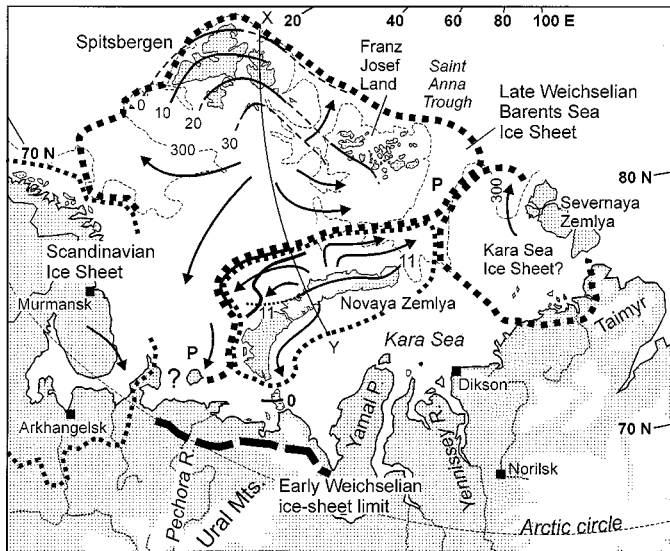 X
20
40
60
80
100 E
Spitsbergen
Franz
Josef
Land
Saint
Anna
Trough
Late Weichselian
Barents Sea
Ice Sheet
0
10
20
30
300
70 N
P
300
80 N
Severnaya
Zemlya
Scandinavian
Ice Sheet
Kara Sea
Ice Sheet?
Murmansk
11
11
Novaya Zemlya
Taimyr
P
?
Y
Kara Sea
Dikson
0
Arkhangelsk
Yamal P.
Yennissey R.
70 N
Pechora R.
Ural Mts.
Norilsk
Early Weichselian
ice-sheet limit
Arctic circle